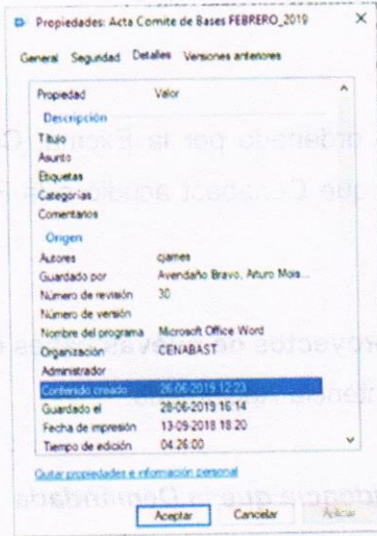 Propiedades: Acta Comite de Bases FEBRERO_2019
General Seguridad Detalles Versiones anteriores
Propiedad Valor
Descripción
Título
Asunto
Etiquetas
Categorías
Comentarios
Origen
Autores cjames
Guardado por Avendaño Bravo, Arturo Mois...
Número de revisión 30
Número de versión
Nombre del programa Microsoft Office Word
Organización CENABAST
Administrador
Contenido creado 26-06-2019 12:23
Guardado el 28-06-2019 16:14
Fecha de impresión 13-09-2018 18:20
Tiempo de edición 04:26:00
Quitar propiedades e información personal
Aceptar Cancelar Aplicar